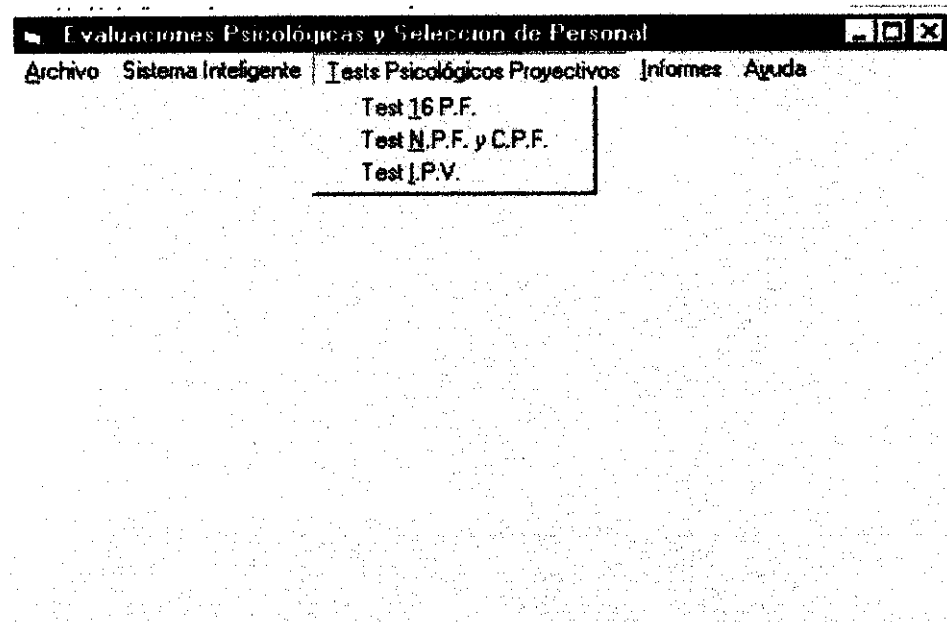 Evaluaciones Psicológicas y Seleccion de Personal
Archivo Sistema Inteligente Tests Psicológicos Proyectivos Informes Ayuda
Test 16 P.F.
Test N.P.F. y C.P.F.
Test I.P.V.